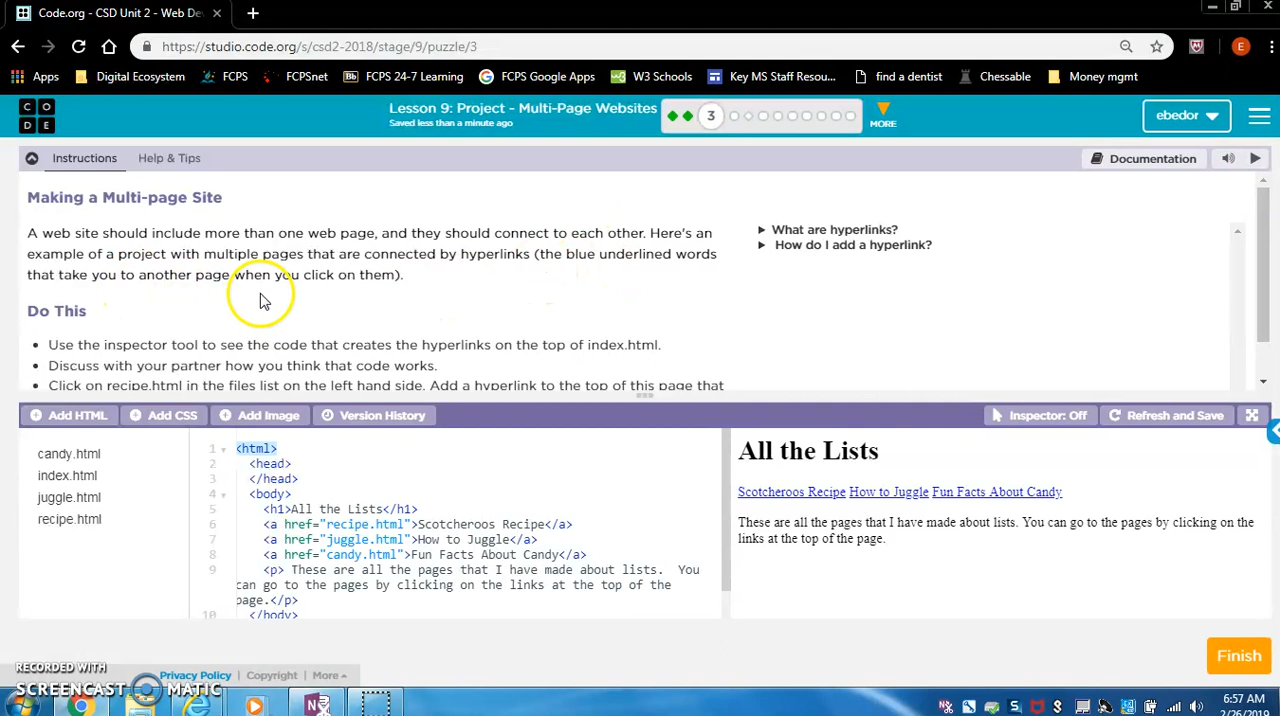 Code.org - CSD Unit 2 - Web De
https://studio.code.org/s/csd2-2018/stage/9/puzzle/3
E
Apps Digital Ecosystem FCPS FCPSnet Bb FCPS 24-7 Learning G FCPS Google Apps W3 W3 Schools Key MS Staff Resou... find a dentist Chessable Money mgmt
C O
D E
Lesson 9: Project - Multi-Page Websites
Saved less than a minute ago
3
MORE
ebedor
Instructions Help & Tips Documentation
Making a Multi-page Site
A web site should include more than one web page, and they should connect to each other. Here's an
example of a project with multiple pages that are connected by hyperlinks (the blue underlined words
that take you to another page when you click on them).
What are hyperlinks?
How do I add a hyperlink?
Do This
Use the inspector tool to see the code that creates the hyperlinks on the top of index.html.
Discuss with your partner how you think that code works.
Click on recipe.html in the files list on the left hand side. Add a hyperlink to the top of this page that
Add HTML Add CSS Add Image Version History Inspector: Off Refresh and Save
candy.html
index.html
juggle.html
recipe.html
1 <html>
2 <head>
3 </head>
4 <body>
5 <h1>All the Lists</h1>
6 <a href="recipe.html">Scotcheroos Recipe</a>
7 <a href="juggle.html">How to Juggle</a>
8 <a href="candy.html">Fun Facts About Candy</a>
9 <p> These are all the pages that I have made about lists. You
can go to the pages by clicking on the links at the top of the
page.</p>
10 </body>
All the Lists
Scotcheroos Recipe How to Juggle Fun Facts About Candy
These are all the pages that I have made about lists. You can go to the pages by clicking on the
links at the top of the page.
Finish
RECORDED WITH
SCREENCAST MATIC
Privacy Policy Copyright More
6:57 AM
2/26/2019